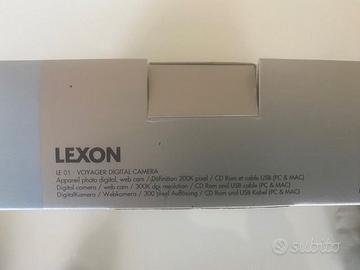 LEXON
LE 01 - VOYAGER DIGITAL CAMERA
Appareil photo digital, web cam / Définition 200K pixel / CD Rom et cable USB (PC & MAC)
Digital camera / web cam / 300K dpi resolution / CD Rom and USB cable (PC & MAC)
DigitalKamera / Webkamera / 300 pixel Auflösung / CD Rom und USB Kabel (PC & MAC)
subito